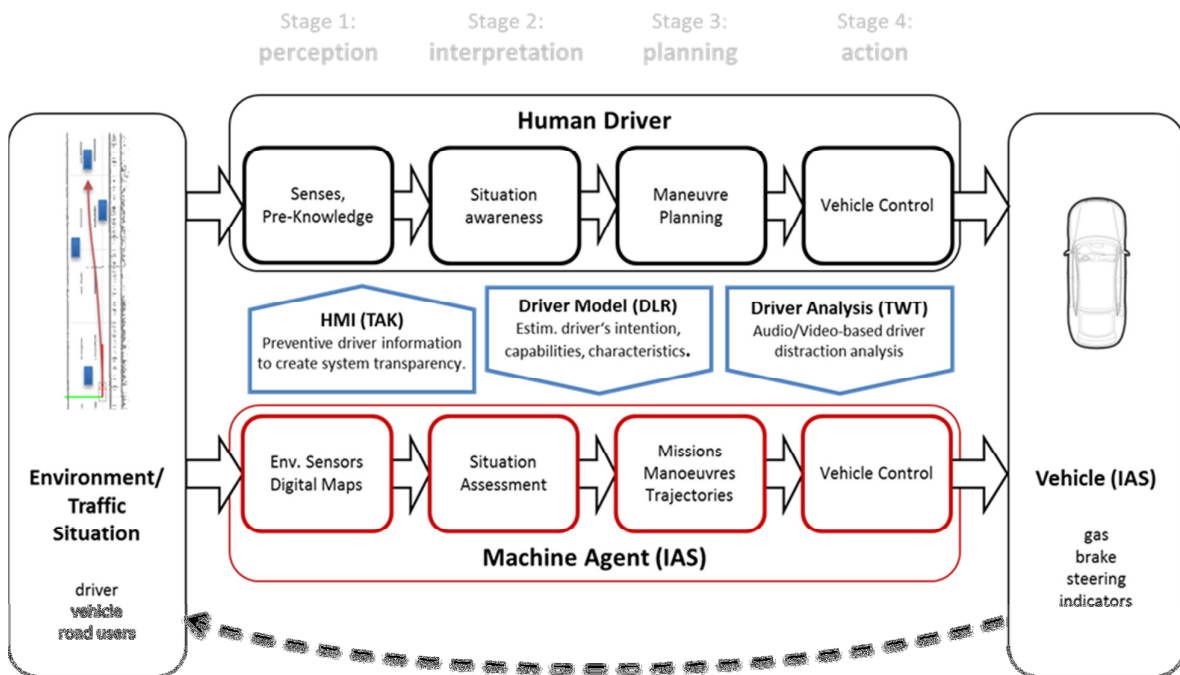 Stage 1:
perception
Stage 2:
interpretation
Stage 3:
planning
Stage 4:
action
Human Driver
Senses,
Pre-Knowledge
Situation
awareness
Maneuvre
Planning
Vehicle Control
HMI (TAK)
Preventive driver information
to create system transparency.
Driver Model (DLR)
Estim. driver's intention,
capabilities, characteristics.
Driver Analysis (TWT)
Audio/Video-based driver
distraction analysis
Env. Sensors
Digital Maps
Situation
Assessment
Missions
Manoeuvres
Trajectories
Vehicle Control
Machine Agent (IAS)
Environment/
Traffic
Situation
driver
vehicle
road users
Vehicle (IAS)
gas
brake
steering
indicators